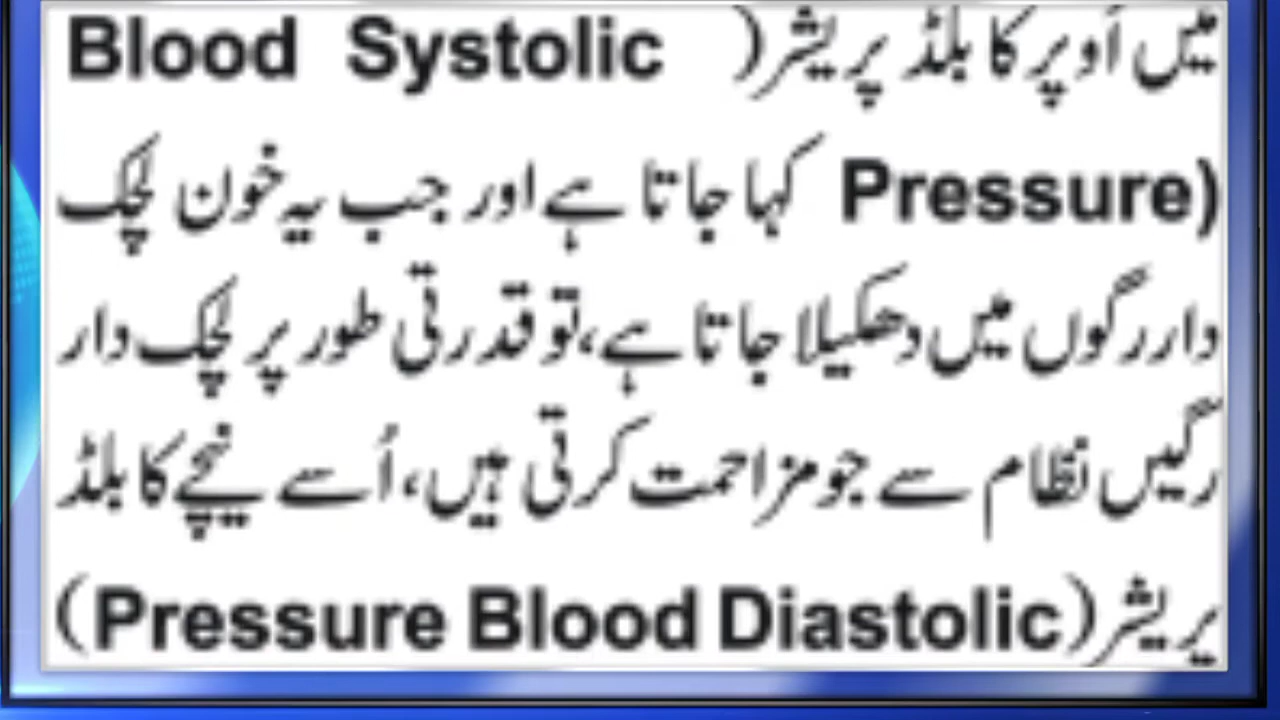 میں اُوپر کا بلڈ پریشر( Blood Systolic
Pressure) کہا جاتا ہے اور جب یہ خون لچک
دار رگوں میں دھکیلا جاتا ہے، تو قدرتی طور پر لچک دار
رگیں نظام سے جو مزاحمت کرتی ہیں، اُسے نیچے کا بلڈ
پریشر(Pressure Blood Diastolic)